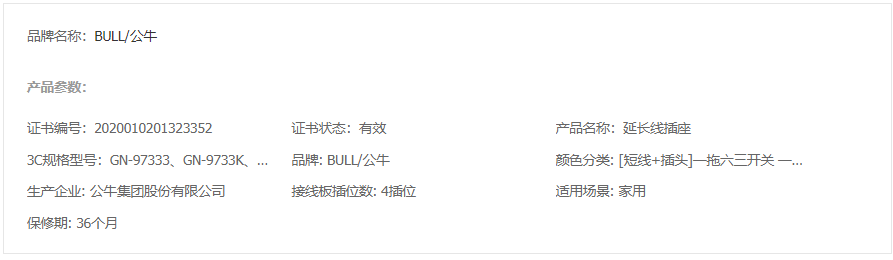 品牌名称：BULL/公牛
产品参数：
证书编号：2020010201323352 证书状态：有效 产品名称：延长线插座
3C规格型号：GN-97333、GN-9733K、... 品牌: BULL/公牛 颜色分类: [短线+插头]一拖六三开关 一...
生产企业: 公牛集团股份有限公司 接线板插位数: 4插位 适用场景: 家用
保修期: 36个月